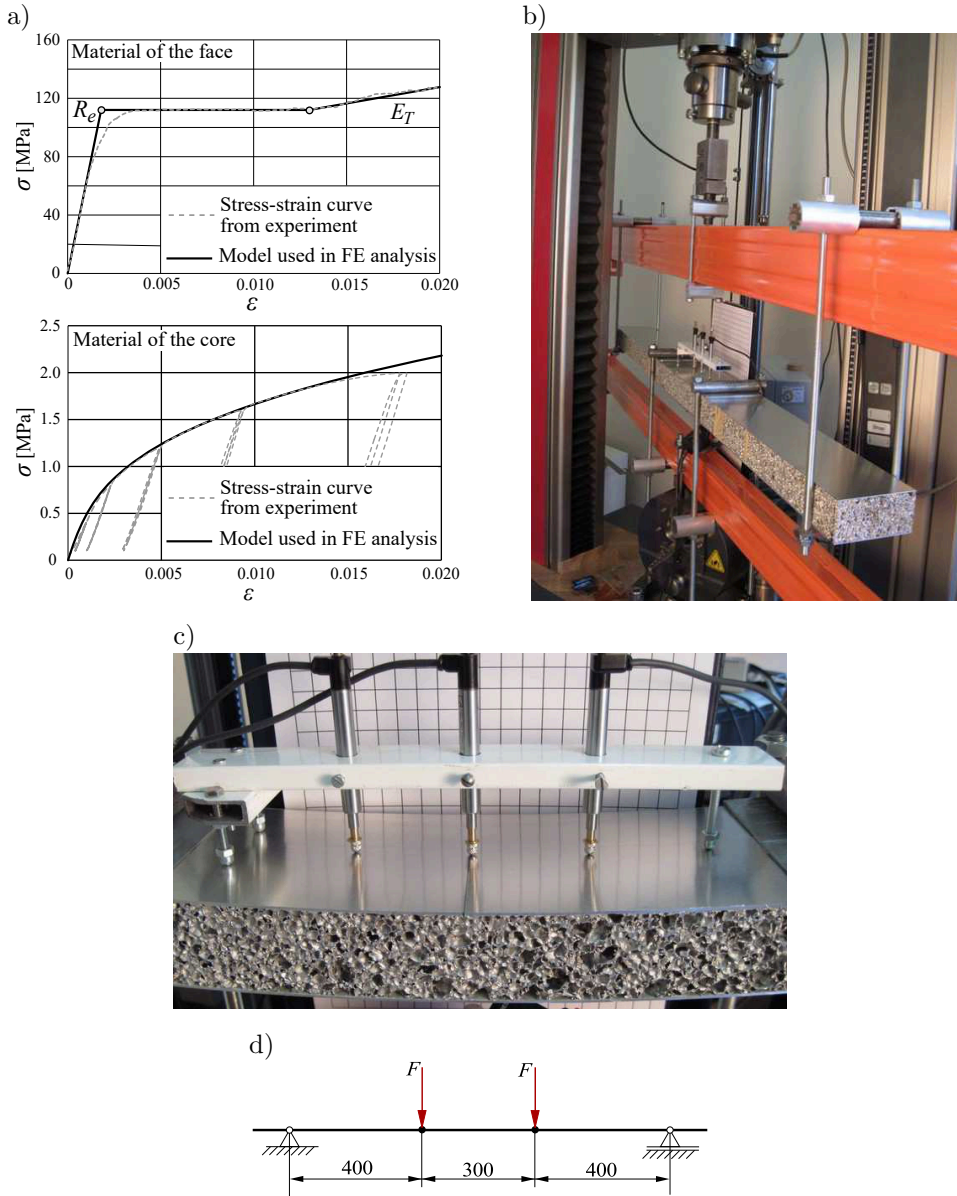 a)
160
Material of the face
120
R_e
E_T
80
σ [MPa]
Stress-strain curve
from experiment
40
Model used in FE analysis
0
0
0.005
0.010
0.015
0.020
ε
2.5
Material of the core
2.0
1.5
σ [MPa]
1.0
Stress-strain curve
from experiment
0.5
Model used in FE analysis
0
0
0.005
0.010
0.015
0.020
ε
b)
c)
d)
F
F
400
300
400